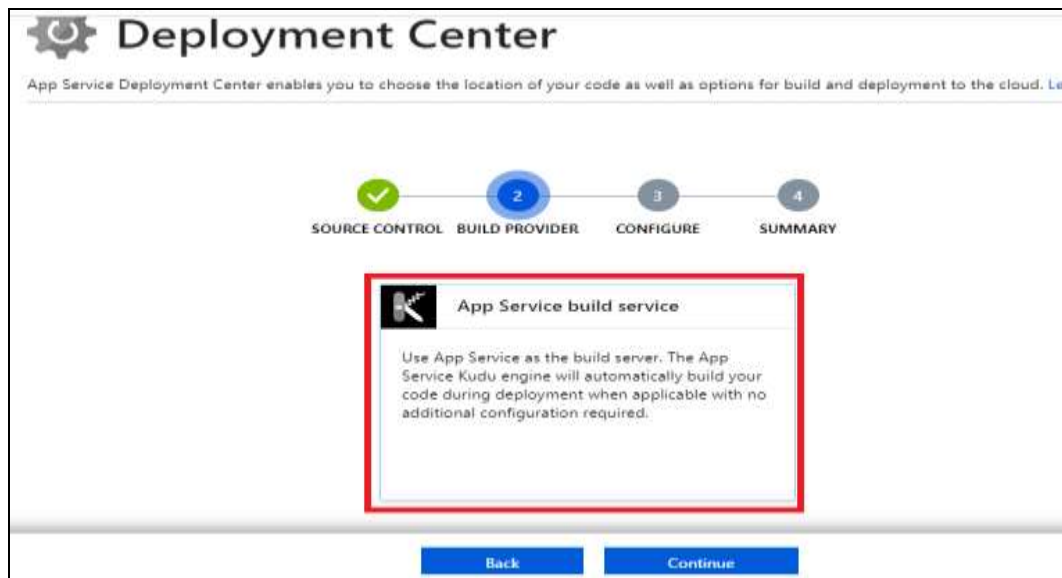 Deployment Center
App Service Deployment Center enables you to choose the location of your code as well as options for build and deployment to the cloud. Le
2
3
4
SOURCE CONTROL BUILD PROVIDER CONFIGURE SUMMARY
App Service build service
Use App Service as the build server. The App
Service Kudu engine will automatically build your
code during deployment when applicable with no
additional configuration required.
Back Continue